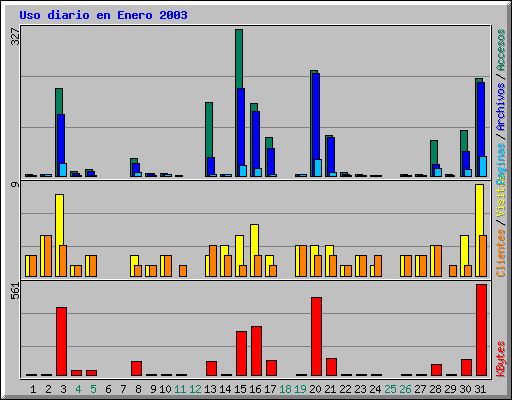 Uso diario en Enero 2003
327
9
561
Accesos / Archivos / Paginas
Visitas / Clientes
KBytes
1 2 3 4 5 6 7 8 9 10 11 12 13 14 15 16 17 18 19 20 21 22 23 24 25 26 27 28 29 30 31